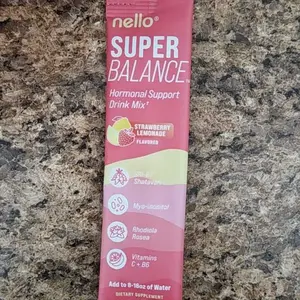 nello®
SUPER
BALANCE™
Hormonal Support
Drink Mix†
STRAWBERRY
LEMONADE
FLAVORED
Shatavari
Myo-Inositol
Rhodiola
Rosea
Vitamins
C + B6
Add to 8-16oz of Water
DIETARY SUPPLEMENT